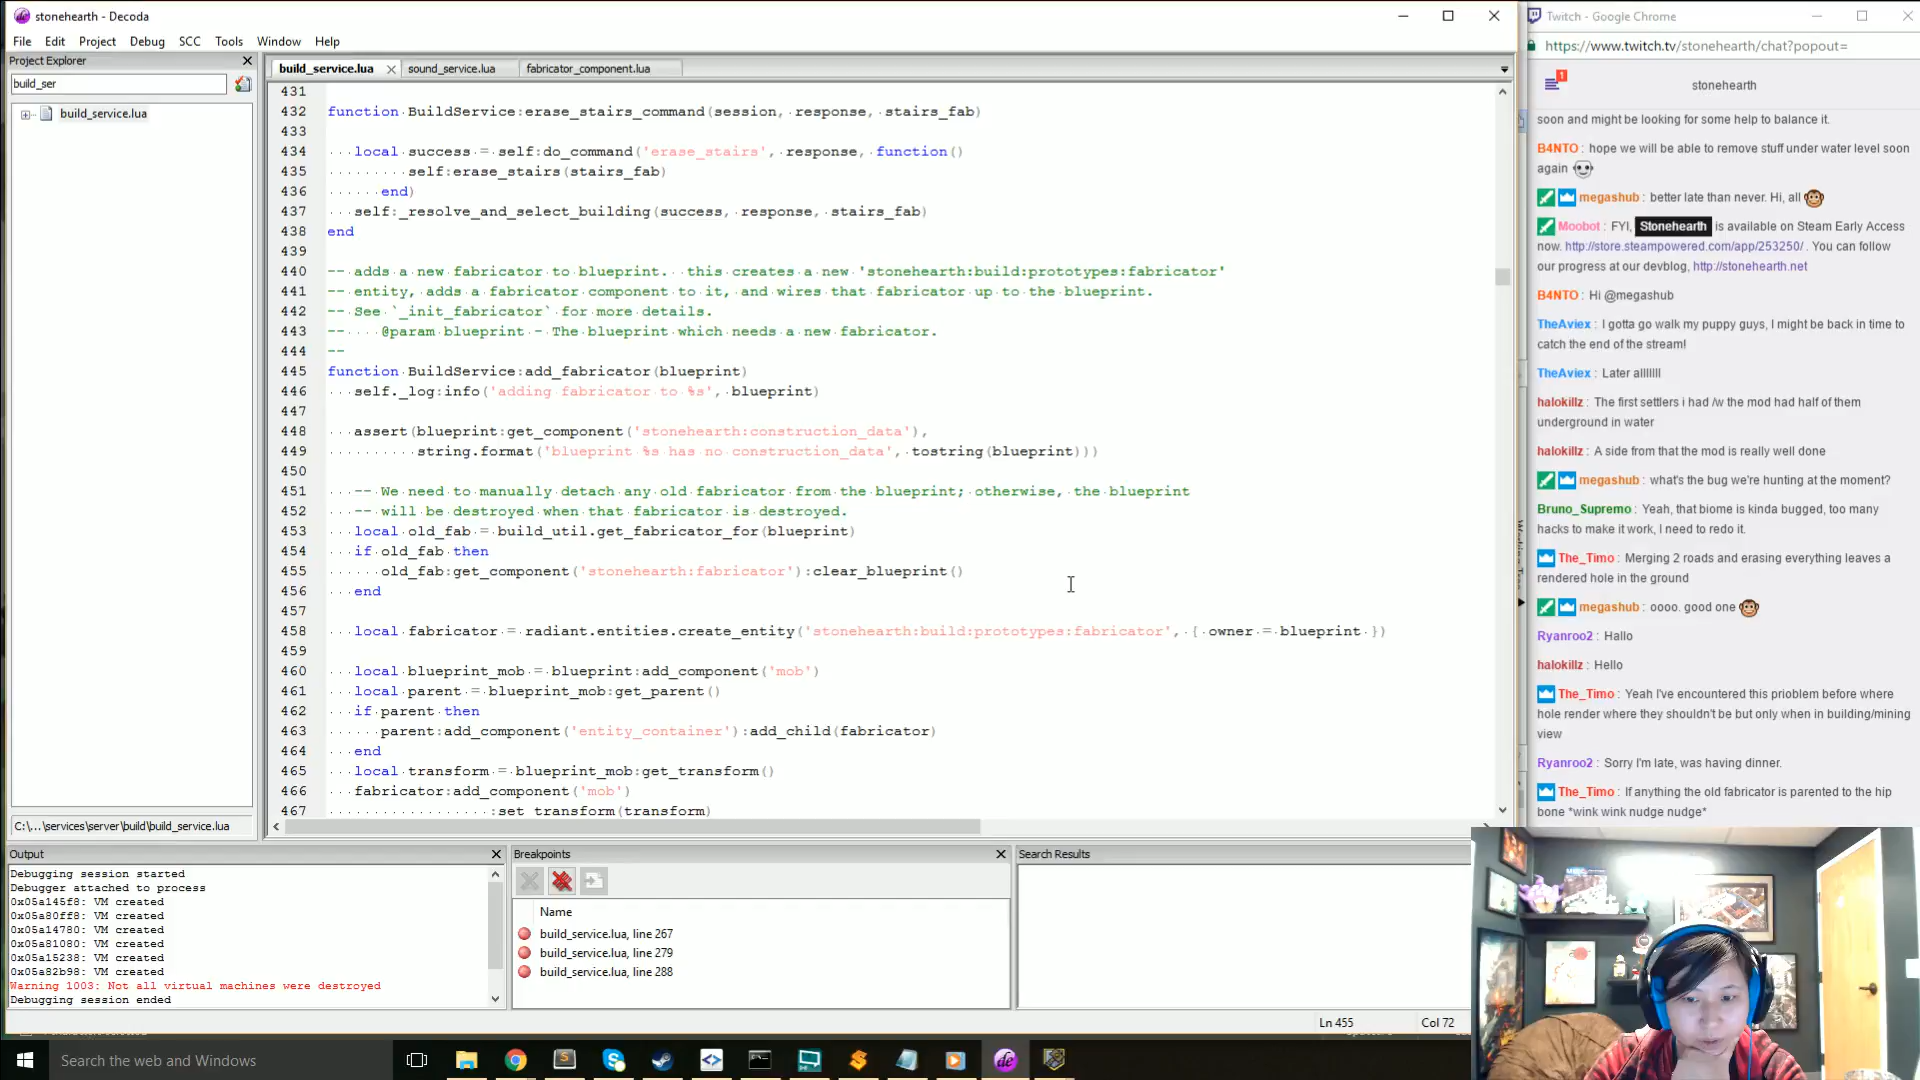 stonehearth - Decoda
File Edit Project Debug SCC Tools Window Help
Project Explorer
build_ser
build_service.lua
C:\...\services\server\build\build_service.lua
build_service.lua sound_service.lua fabricator_component.lua
431
432 function BuildService:erase_stairs_command(session, response, stairs_fab)
433
434 local success = self:do_command('erase_stairs', response, function()
435 self:erase_stairs(stairs_fab)
436 end)
437 self:_resolve_and_select_building(success, response, stairs_fab)
438 end
439
440 -- adds a new fabricator to blueprint. this creates a new 'stonehearth:build:prototypes:fabricator'
441 -- entity, adds a fabricator component to it, and wires that fabricator up to the blueprint.
442 -- See `_init_fabricator` for more details.
443 -- @param blueprint - The blueprint which needs a new fabricator.
444 --
445 function BuildService:add_fabricator(blueprint)
446 self._log:info('adding fabricator to %s', blueprint)
447
448 assert(blueprint:get_component('stonehearth:construction_data'),
449 string.format('blueprint %s has no construction_data', tostring(blueprint)))
450
451 -- We need to manually detach any old fabricator from the blueprint; otherwise, the blueprint
452 -- will be destroyed when that fabricator is destroyed.
453 local old_fab = build_util.get_fabricator_for(blueprint)
454 if old_fab then
455 old_fab:get_component('stonehearth:fabricator'):clear_blueprint()
456 end
457
458 local fabricator = radiant.entities.create_entity('stonehearth:build:prototypes:fabricator', { owner = blueprint })
459
460 local blueprint_mob = blueprint:add_component('mob')
461 local parent = blueprint_mob:get_parent()
462 if parent then
463 parent:add_component('entity_container'):add_child(fabricator)
464 end
465 local transform = blueprint_mob:get_transform()
466 fabricator:add_component('mob')
467 :set_transform(transform)
Output
Debugging session started
Debugger attached to process
0x05a145f8: VM created
0x05a80ff8: VM created
0x05a14780: VM created
0x05a81080: VM created
0x05a15238: VM created
0x05a82b98: VM created
Warning 1003: Not all virtual machines were destroyed
Debugging session ended
Breakpoints
Name
build_service.lua, line 267
build_service.lua, line 279
build_service.lua, line 288
Search Results
Ln 455 Col 72
Search the web and Windows
Twitch - Google Chrome
https://www.twitch.tv/stonehearth/chat?popout=
1
stonehearth
soon and might be looking for some help to balance it.
B4NTO : hope we will be able to remove stuff under water level soon
again
megashub : better late than never. Hi, all
Moobot : FYI, Stonehearth is available on Steam Early Access
now. http://store.steampowered.com/app/253250/ . You can follow
our progress at our devblog, http://stonehearth.net
B4NTO : Hi @megashub
TheAviex : I gotta go walk my puppy guys, I might be back in time to
catch the end of the stream!
TheAviex : Later alllllll
halokillz : The first settlers i had /w the mod had half of them
underground in water
halokillz : A side from that the mod is really well done
megashub : what's the bug we're hunting at the moment?
Bruno_Supremo : Yeah, that biome is kinda bugged, too many
hacks to make it work, I need to redo it.
The_Timo : Merging 2 roads and erasing everything leaves a
rendered hole in the ground
megashub : oooo. good one
Ryanroo2 : Hallo
halokillz : Hello
The_Timo : Yeah I've encountered this prioblem before where
hole render where they shouldn't be but only when in building/mining
view
Ryanroo2 : Sorry I'm late, was having dinner.
The_Timo : If anything the old fabricator is parented to the hip
bone *wink wink nudge nudge*